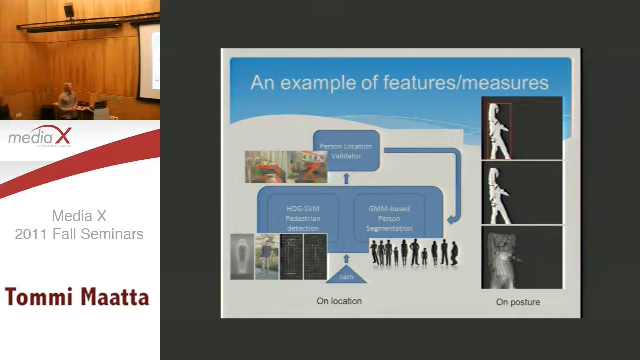 mediaX
Media X
2011 Fall Seminars
Tommi Maatta
An example of features/measures
Person Location
Validator
HOG-SVM
Pedestrian
detection
GMM-based
Person
Segmentation
cam
On location
On posture